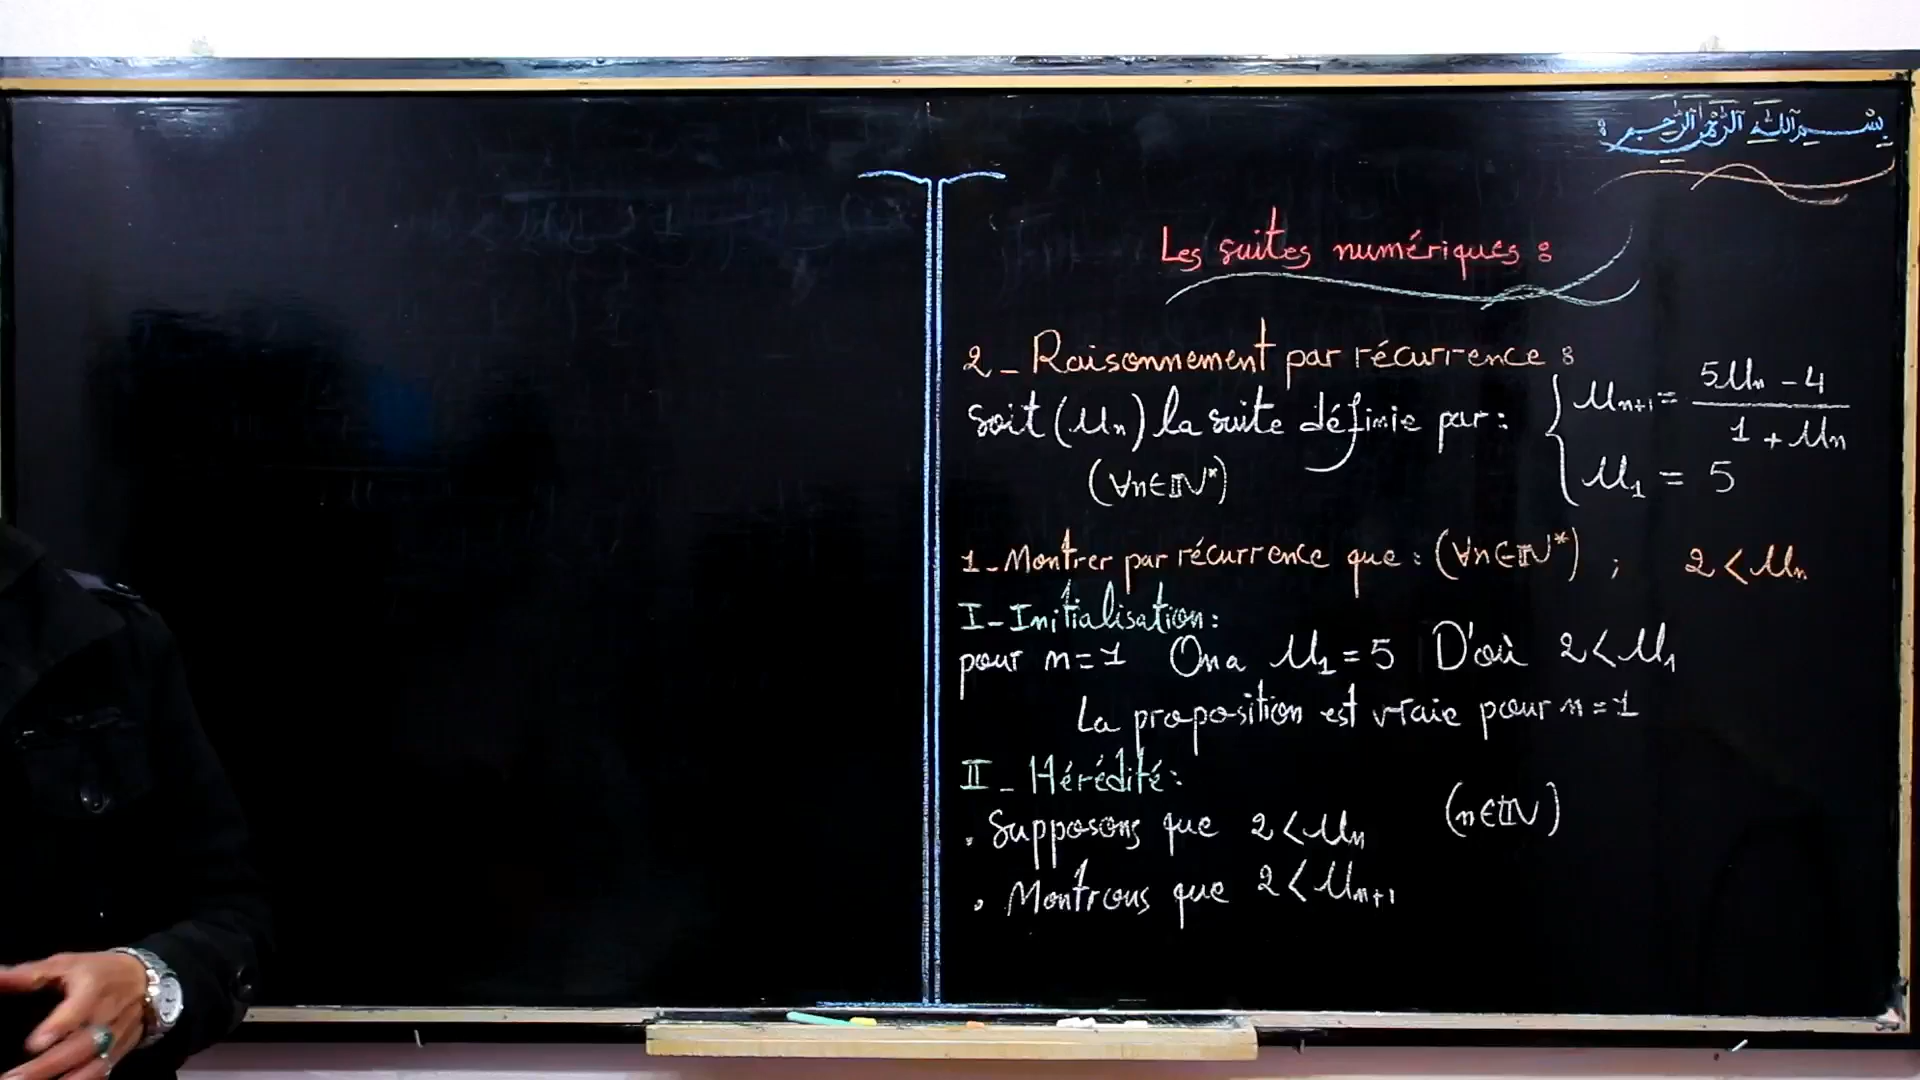 بسم الله الرحمن الرحيم :
Les suites numériques :
2 - Raisonnement par récurrence :
Soit (Un) la suite définie par : { Un+1 = (5Un - 4) / (1 + Un)
(∀n∈ℕ*) { U1 = 5
1 - Montrer par récurrence que : (∀n∈ℕ*) ; 2 < Un
I - Initialisation :
pour n = 1 On a U1 = 5 D'où 2 < U1
La proposition est vraie pour n = 1
II - Hérédité :
. Supposons que 2 < Un (n∈ℕ)
. Montrons que 2 < Un+1